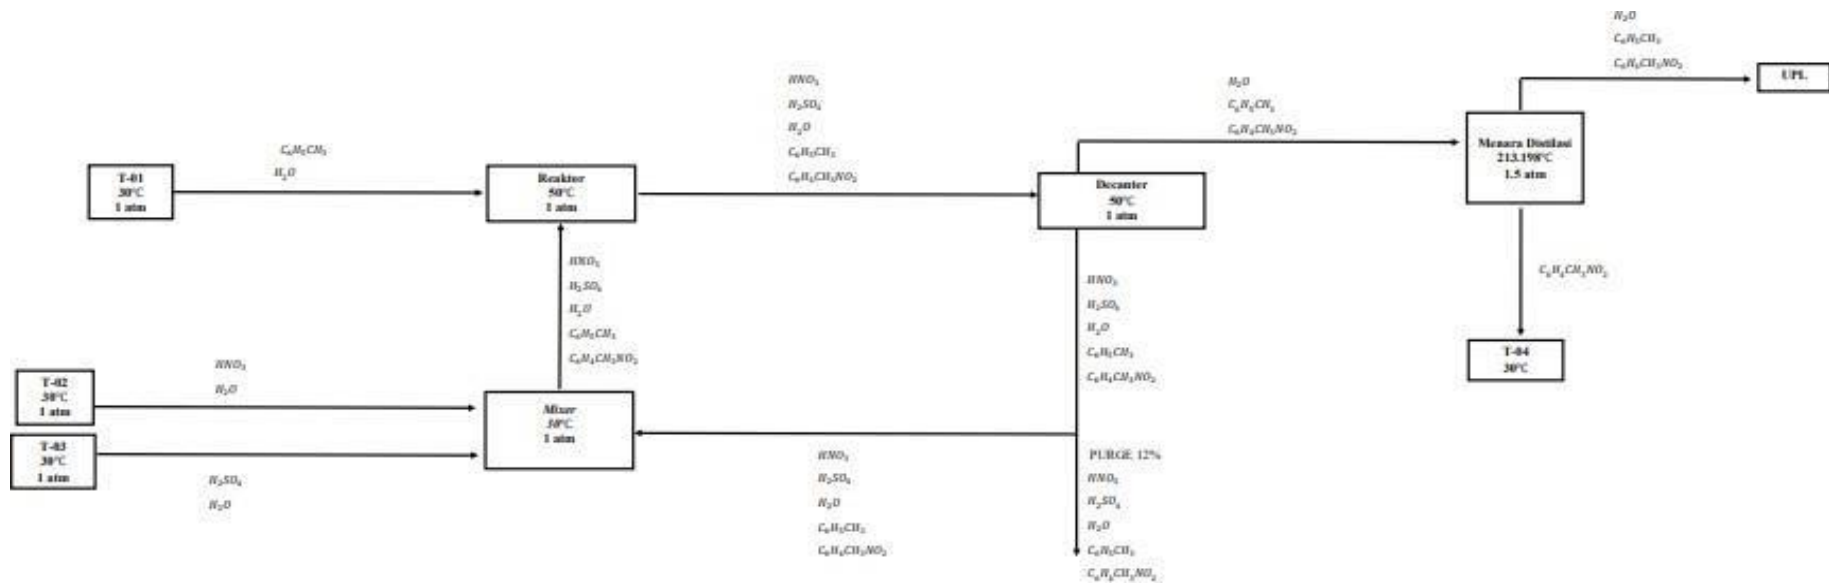 H₂O
C₆H₅CH₃
C₆H₄CH₃NO₂
UPL
HNO₃
H₂SO₄
H₂O
C₆H₅CH₃
C₆H₄CH₃NO₂
H₂O
C₆H₅CH₃
C₆H₄CH₃NO₂
Menara Distilasi
213.198°C
1.5 atm
C₆H₅CH₃
H₂O
T-01
30°C
1 atm
Reaktor
50°C
1 atm
Decanter
50°C
1 atm
HNO₃
H₂SO₄
H₂O
C₆H₅CH₃
C₆H₄CH₃NO₂
HNO₃
H₂SO₄
H₂O
C₆H₅CH₃
C₆H₄CH₃NO₂
C₆H₄CH₃NO₂
T-04
30°C
T-02
30°C
1 atm
HNO₃
H₂O
Mixer
30°C
1 atm
T-03
30°C
1 atm
H₂SO₄
H₂O
HNO₃
H₂SO₄
H₂O
C₆H₅CH₃
C₆H₄CH₃NO₂
PURGE 12%
HNO₃
H₂SO₄
H₂O
C₆H₅CH₃
C₆H₄CH₃NO₂